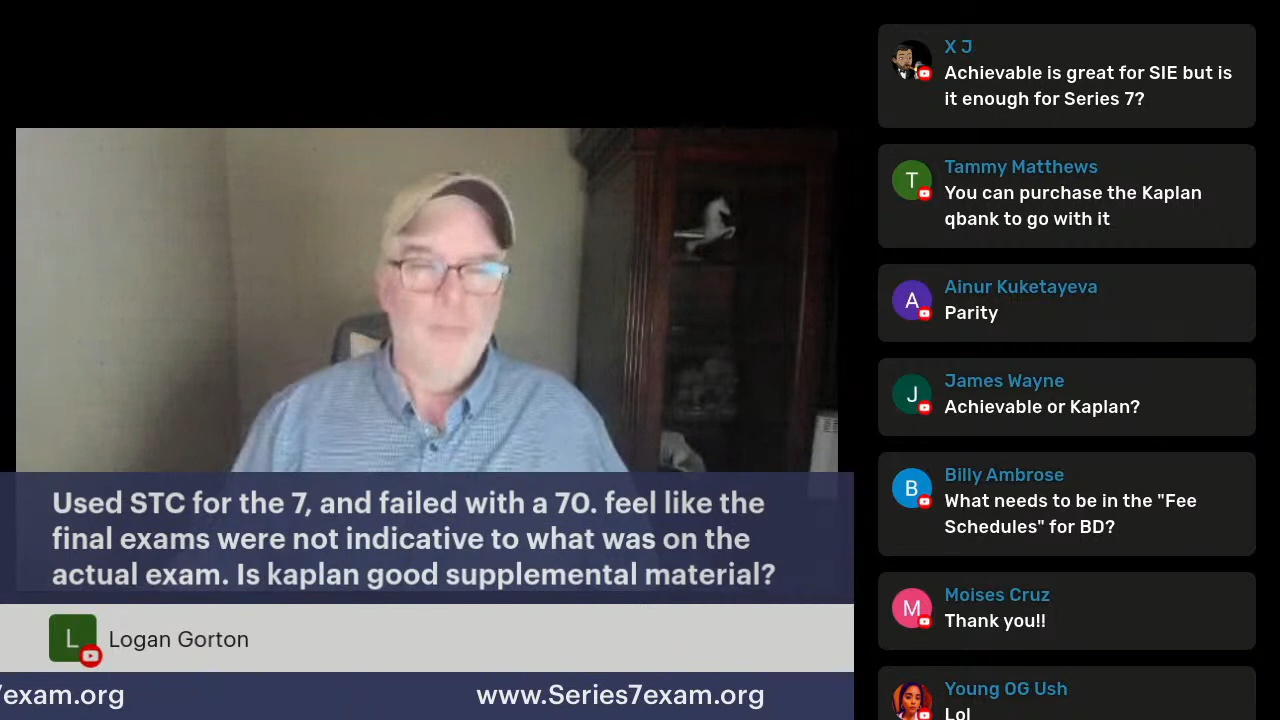 X J
Achievable is great for SIE but is
it enough for Series 7?
T
Tammy Matthews
You can purchase the Kaplan
qbank to go with it
A
Ainur Kuketayeva
Parity
J
James Wayne
Achievable or Kaplan?
B
Billy Ambrose
What needs to be in the "Fee
Schedules" for BD?
M
Moises Cruz
Thank you!!
Young OG Ush
Lol
Used STC for the 7, and failed with a 70. feel like the
final exams were not indicative to what was on the
actual exam. Is kaplan good supplemental material?
L
Logan Gorton
7exam.org
www.Series7exam.org